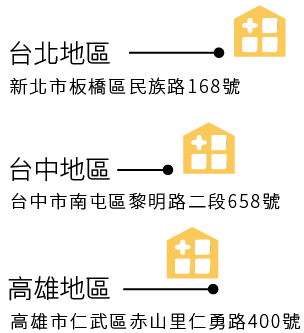 台北地區
新北市板橋區民族路168號
台中地區
台中市南屯區黎明路二段658號
高雄地區
高雄市仁武區赤山里仁勇路400號